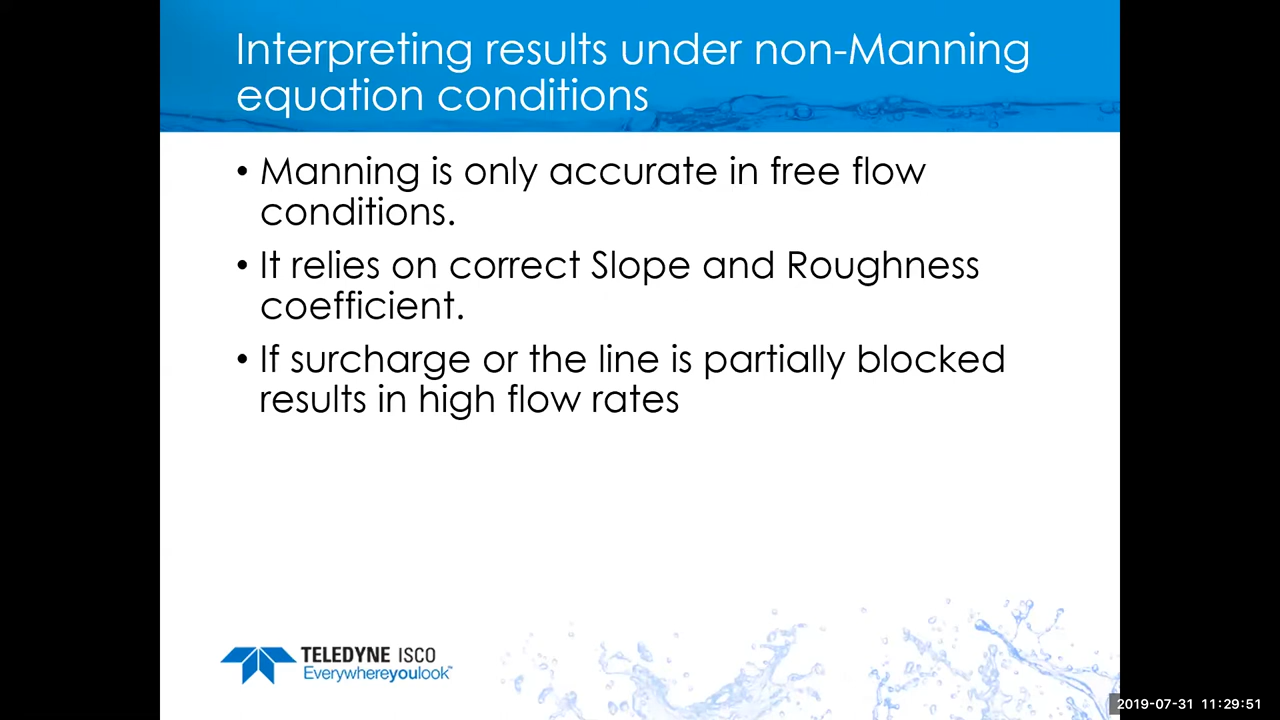 Interpreting results under non-Manning
equation conditions
• Manning is only accurate in free flow
conditions.
• It relies on correct Slope and Roughness
coefficient.
• If surcharge or the line is partially blocked
results in high flow rates
TELEDYNE ISCO
Everywhereyoulook™
2019-07-31 11:29:51